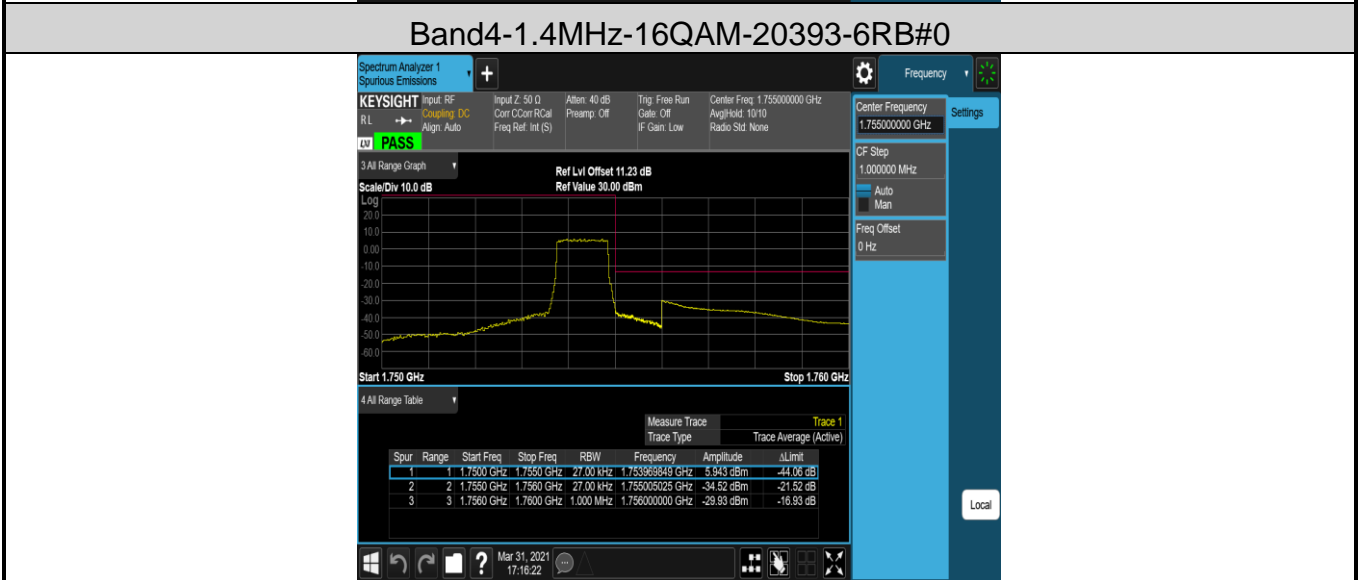 Band4-1.4MHz-16QAM-20393-6RB#0
Spectrum Analyzer 1
Spurious Emissions
+
Frequency
KEYSIGHT
RL
LXI
PASS
Input: RF
Coupling: DC
Align: Auto
Input Z: 50 Ω
Corr CCorr RCal
Freq Ref: Int (S)
Atten: 40 dB
Preamp: Off
Trig: Free Run
Gate: Off
IF Gain: Low
Center Freq: 1.755000000 GHz
Avg|Hold: 10/10
Radio Std: None
Center Frequency
1.755000000 GHz
Settings
CF Step
1.000000 MHz
Auto
Man
Freq Offset
0 Hz
3 All Range Graph
Ref Lvl Offset 11.23 dB
Scale/Div 10.0 dB
Ref Value 30.00 dBm
Log
20.0
10.0
0.00
-10.0
-20.0
-30.0
-40.0
-50.0
-60.0
Start 1.750 GHz
Stop 1.760 GHz
4 All Range Table
Measure Trace Trace 1
Trace Type Trace Average (Active)
Spur Range Start Freq Stop Freq RBW Frequency Amplitude ΔLimit
1 1 1.7500 GHz 1.7550 GHz 27.00 kHz 1.753969849 GHz 5.943 dBm -44.06 dB
2 2 1.7550 GHz 1.7560 GHz 27.00 kHz 1.755005025 GHz -34.52 dBm -21.52 dB
3 3 1.7560 GHz 1.7600 GHz 1.000 MHz 1.756000000 GHz -29.93 dBm -16.93 dB
Local
?
Mar 31, 2021
17:16:22